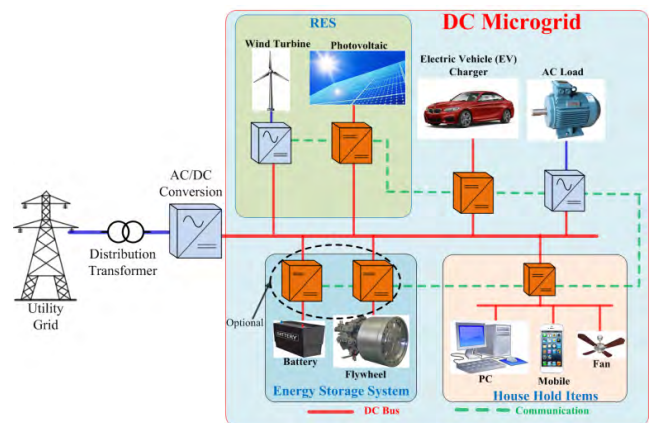 RES
DC Microgrid
Wind Turbine
Photovoltaic
Electric Vehicle (EV)
Charger
AC Load
AC/DC
Conversion
Distribution
Transformer
Utility
Grid
Optional
Battery
BATTERY
Flywheel
Energy Storage System
PC
Mobile
Fan
House Hold Items
DC Bus
Communication